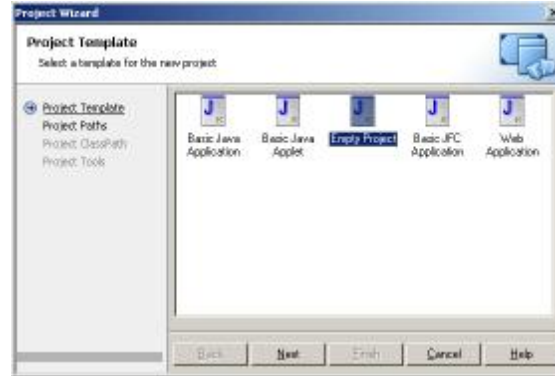 Project Wizard
Project Template
Select a template for the new project
Project Template
Project Paths
Project ClassPath
Project Tools
Basic Java
Application
Basic Java
Applet
Empty Project
Basic JFC
Application
Web
Application
Back
Next
Finish
Cancel
Help